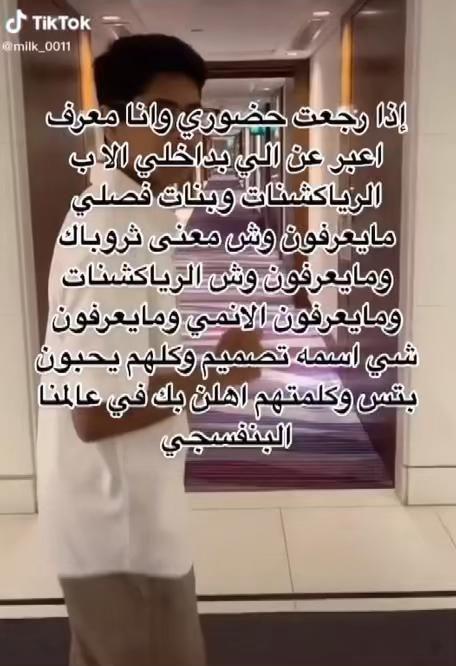 TikTok
@milk_0011
إذا رجعت حضوري وانا معرف
اعبر عن الي بداخلي الا ب
الرياكشنات وبنات فصلي
مايعرفون وش معنى ثروباك
ومايعرفون وش الرياكشنات
ومايعرفون الانمي ومايعرفون
شي اسمه تصميم وكلهم يحبون
بتس وكلمتهم اهلن بك في عالمنا
البنفسجي